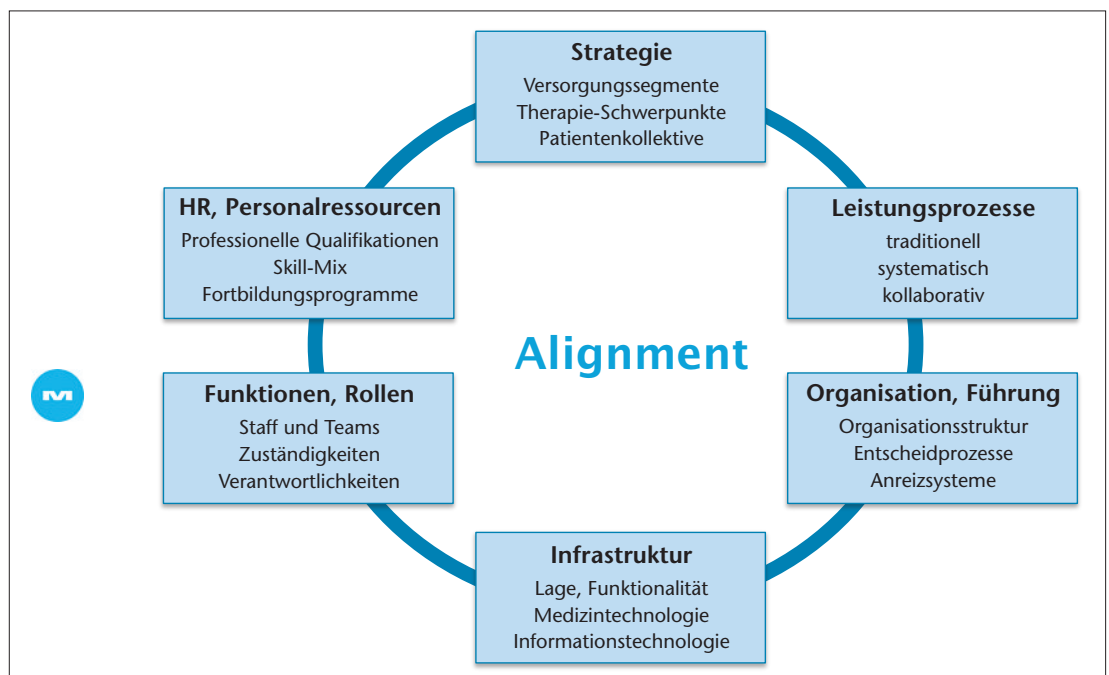 Strategie
Versorgungssegmente
Therapie-Schwerpunkte
Patientenkollektive
HR, Personalressourcen
Professionelle Qualifikationen
Skill-Mix
Fortbildungsprogramme
Leistungsprozesse
traditionell
systematisch
kollaborativ
Alignment
Funktionen, Rollen
Staff und Teams
Zuständigkeiten
Verantwortlichkeiten
Organisation, Führung
Organisationsstruktur
Entscheidprozesse
Anreizsysteme
Infrastruktur
Lage, Funktionalität
Medizintechnologie
Informationstechnologie